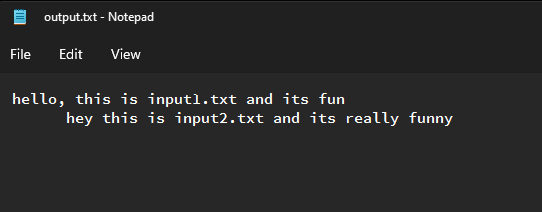 output.txt - Notepad
File Edit View
hello, this is input1.txt and its fun
hey this is input2.txt and its really funny